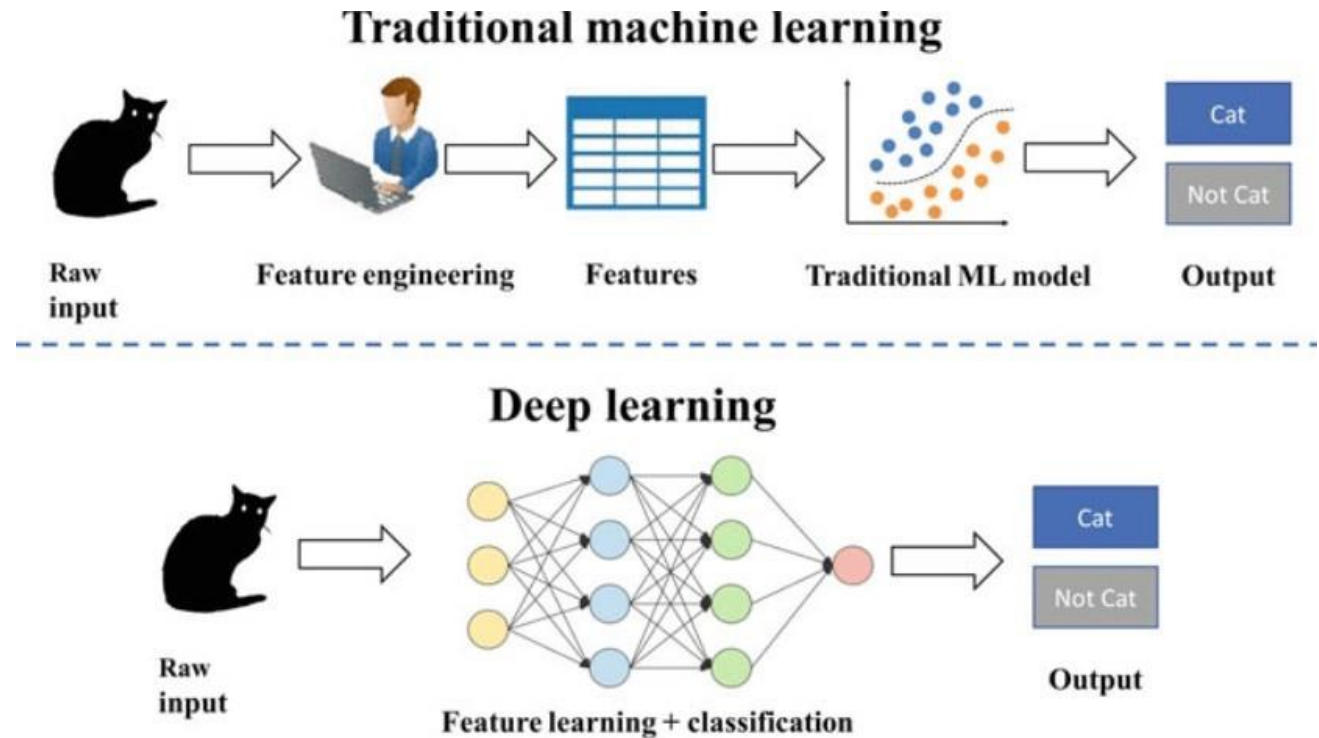 Traditional machine learning
Cat
Not Cat
Raw
input
Feature engineering
Features
Traditional ML model
Output
Deep learning
Cat
Not Cat
Raw
input
Feature learning + classification
Output